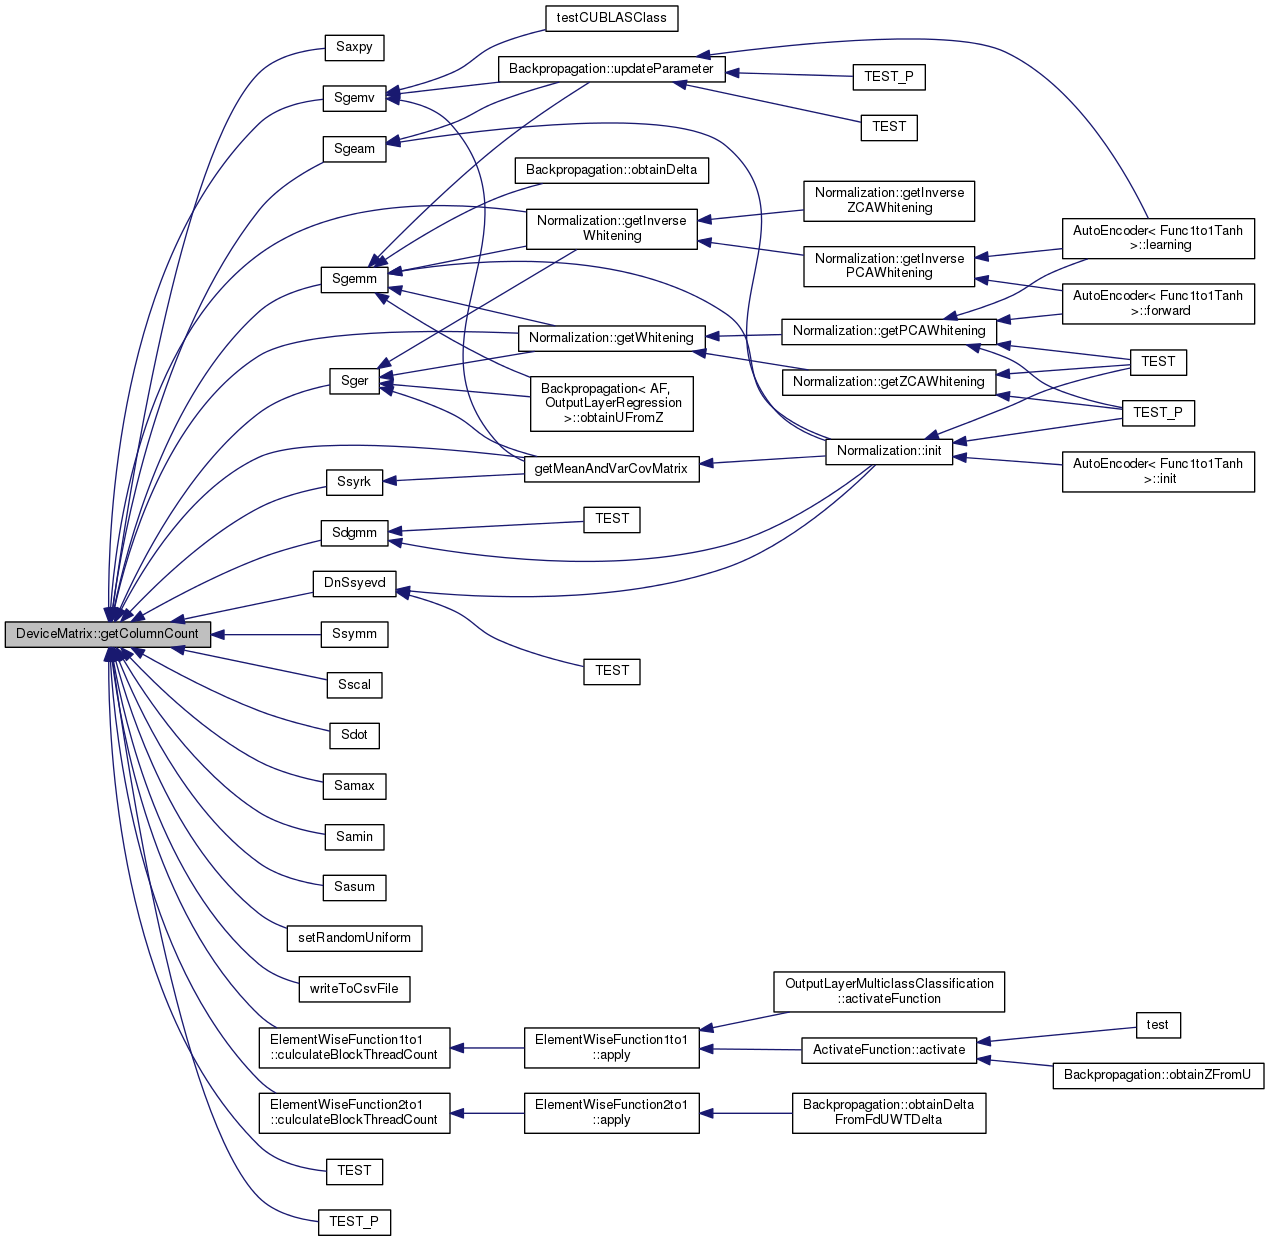 testCUBLASClass
Saxpy
Backpropagation::updateParameter
TEST_P
Sgemv
TEST
Sgeam
Backpropagation::obtainDelta
Normalization::getInverse
ZCAWhitening
Normalization::getInverse
Whitening
AutoEncoder< Func1to1Tanh
>::learning
Normalization::getInverse
PCAWhitening
Sgemm
AutoEncoder< Func1to1Tanh
>::forward
Normalization::getPCAWhitening
Normalization::getWhitening
TEST
Sger
Normalization::getZCAWhitening
Backpropagation< AF,
OutputLayerRegression
>::obtainUFromZ
TEST_P
Normalization::init
getMeanAndVarCovMatrix
AutoEncoder< Func1to1Tanh
>::init
Ssyrk
TEST
Sdgmm
DnSsyevd
DeviceMatrix::getColumnCount
Ssymm
TEST
Sscal
Sdot
Samax
Samin
Sasum
setRandomUniform
writeToCsvFile
OutputLayerMulticlassClassification
::activateFunction
test
ElementWiseFunction1to1
::culculateBlockThreadCount
ElementWiseFunction1to1
::apply
ActivateFunction::activate
Backpropagation::obtainZFromU
ElementWiseFunction2to1
::culculateBlockThreadCount
ElementWiseFunction2to1
::apply
Backpropagation::obtainDelta
FromFdUWTDelta
TEST
TEST_P